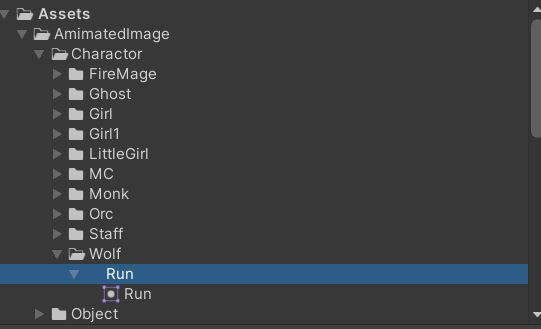 Assets
AmimatedImage
Charactor
FireMage
Ghost
Girl
Girl1
LittleGirl
MC
Monk
Orc
Staff
Wolf
Run
Run
Object